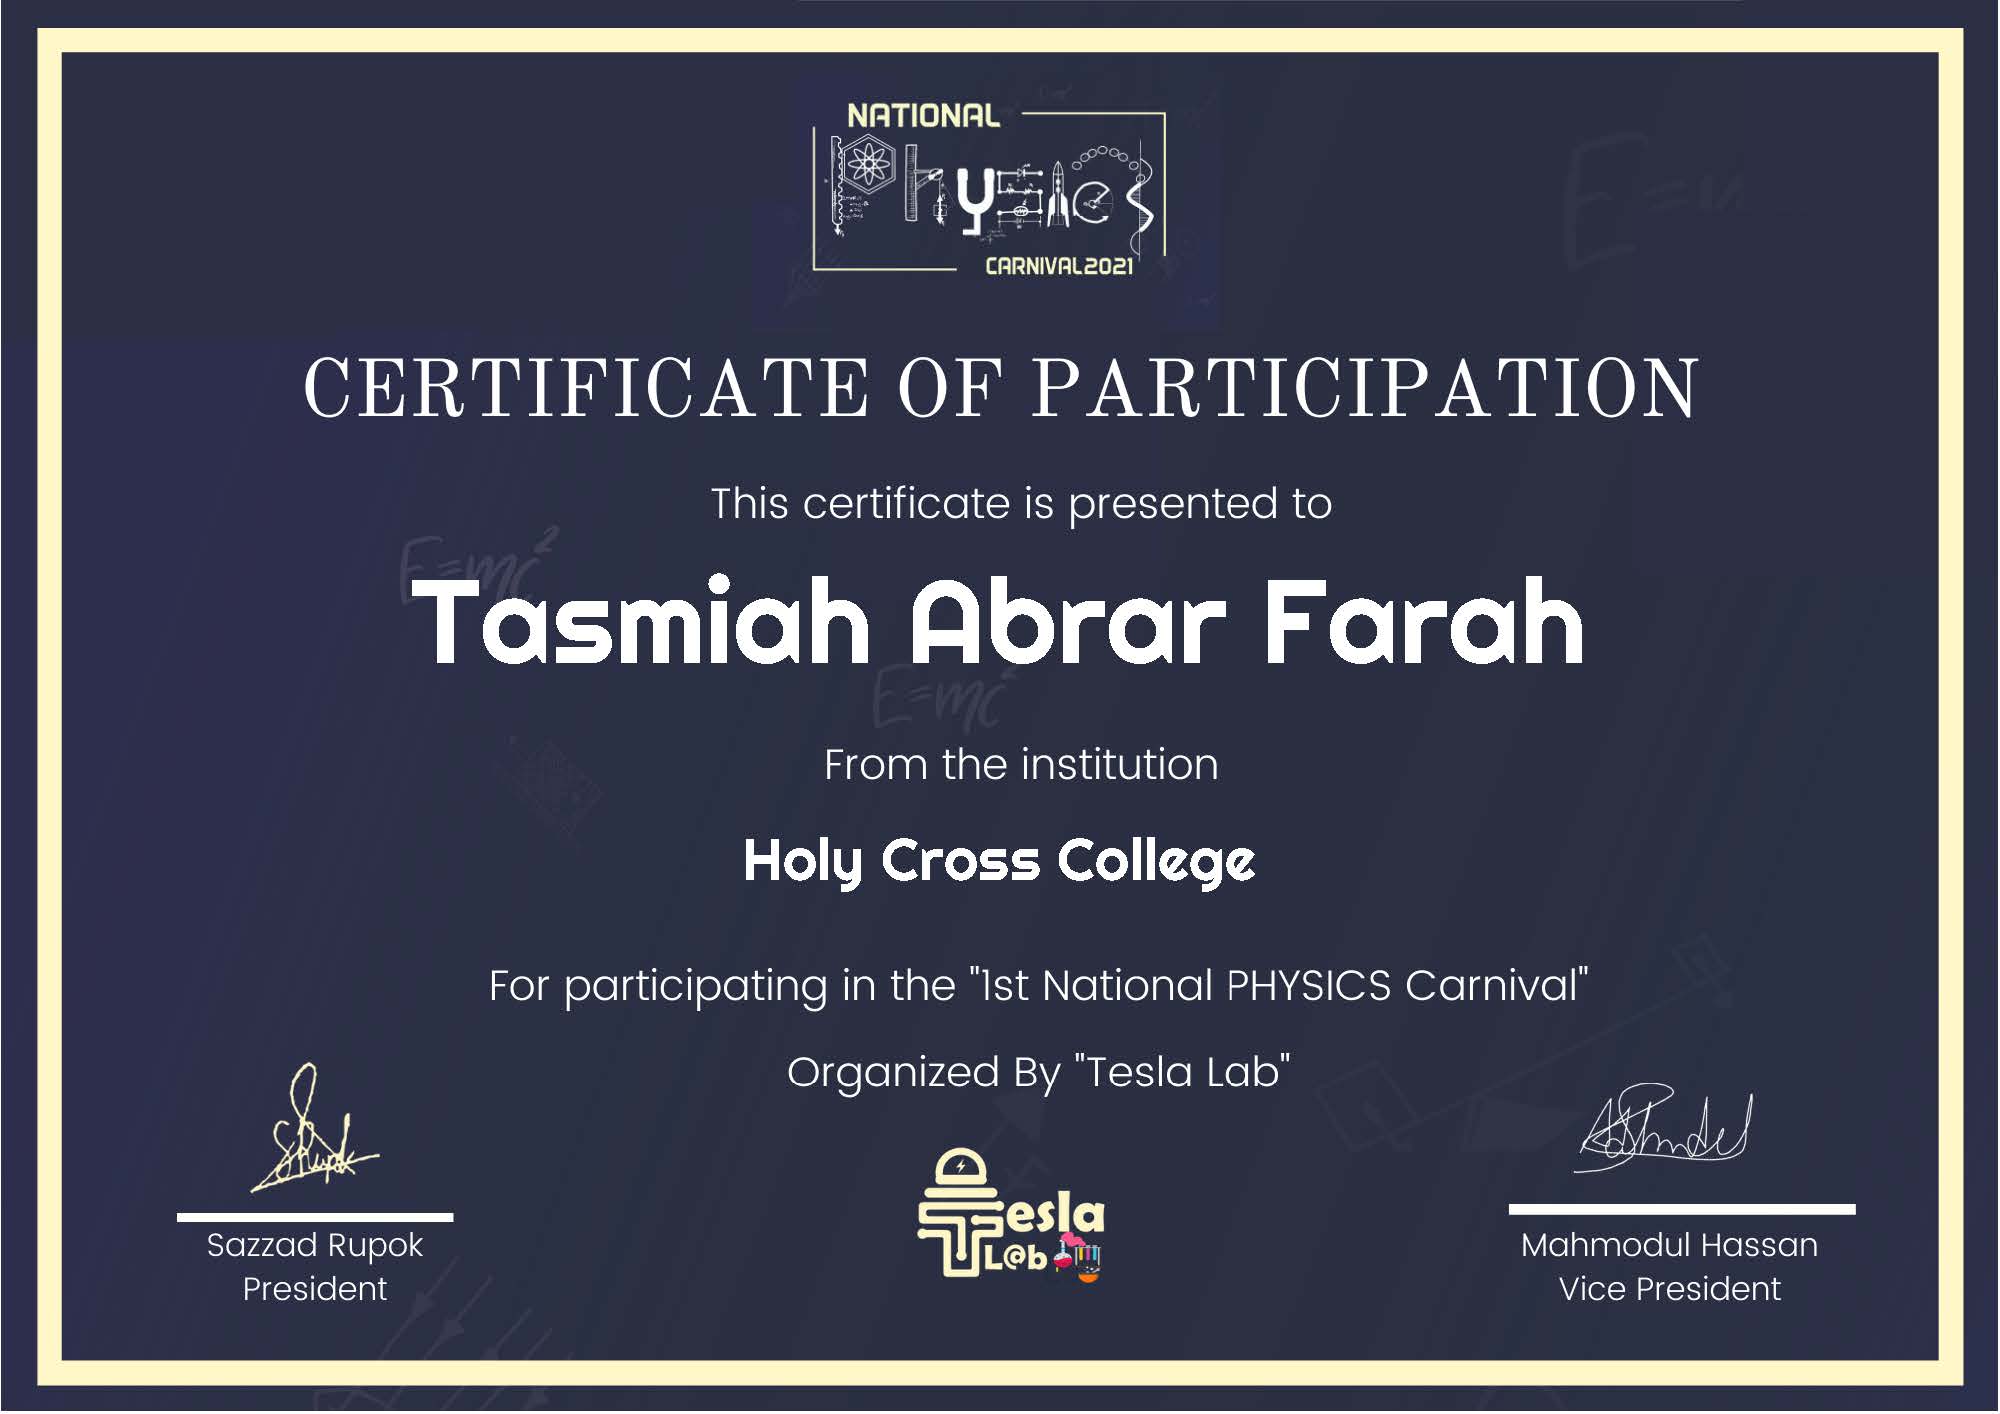 NATIONAL
Physics
CARNIVAL2021
CERTIFICATE OF PARTICIPATION
This certificate is presented to
E=mc²
Tasmiah Abrar Farah
E=mc²
From the institution
Holy Cross College
For participating in the "1st National PHYSICS Carnival"
Organized By "Tesla Lab"
Tesla
L@b
Sazzad Rupok
President
Mahmodul Hassan
Vice President